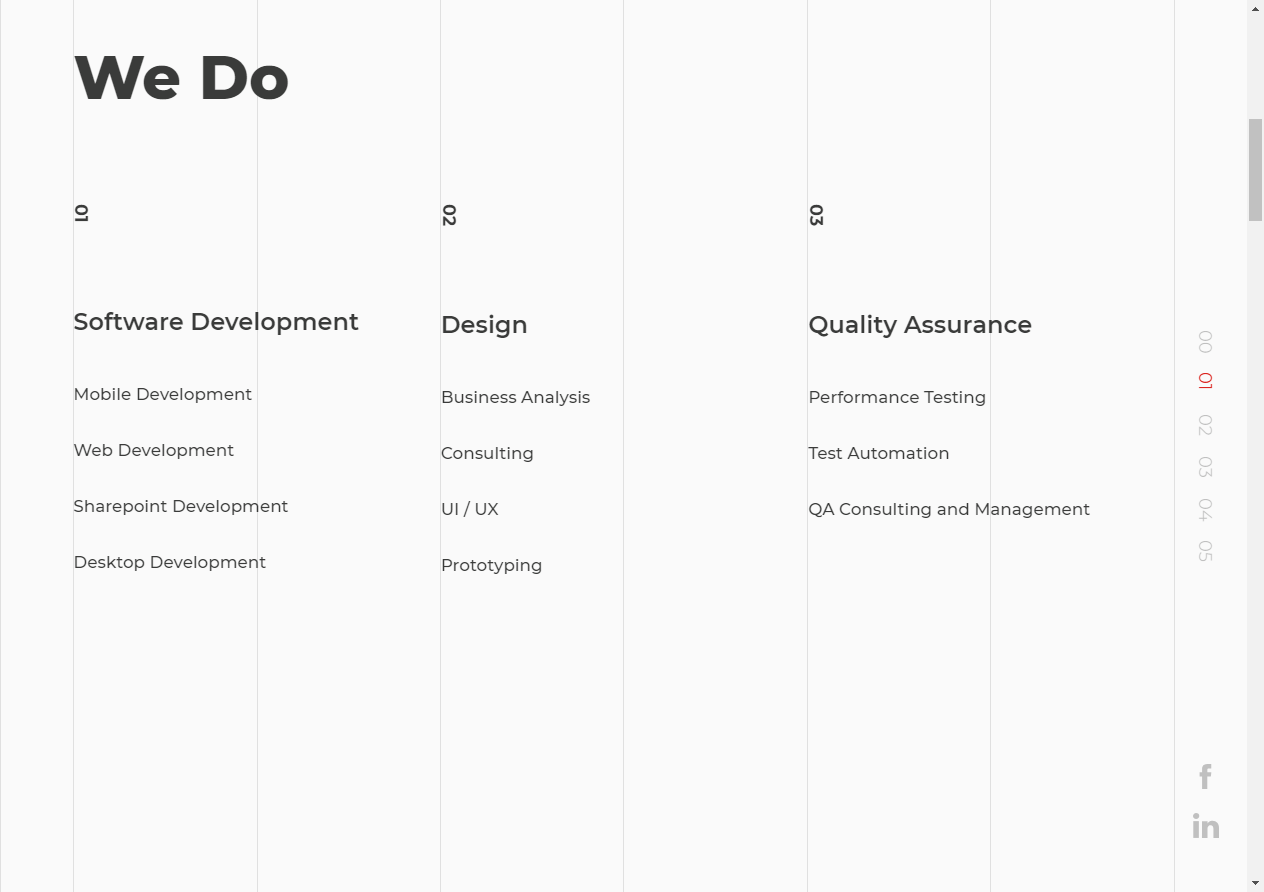 We Do
01
Software Development
Mobile Development
Web Development
Sharepoint Development
Desktop Development
02
Design
Business Analysis
Consulting
UI / UX
Prototyping
03
Quality Assurance
Performance Testing
Test Automation
QA Consulting and Management
00
01
02
03
04
05
f
in